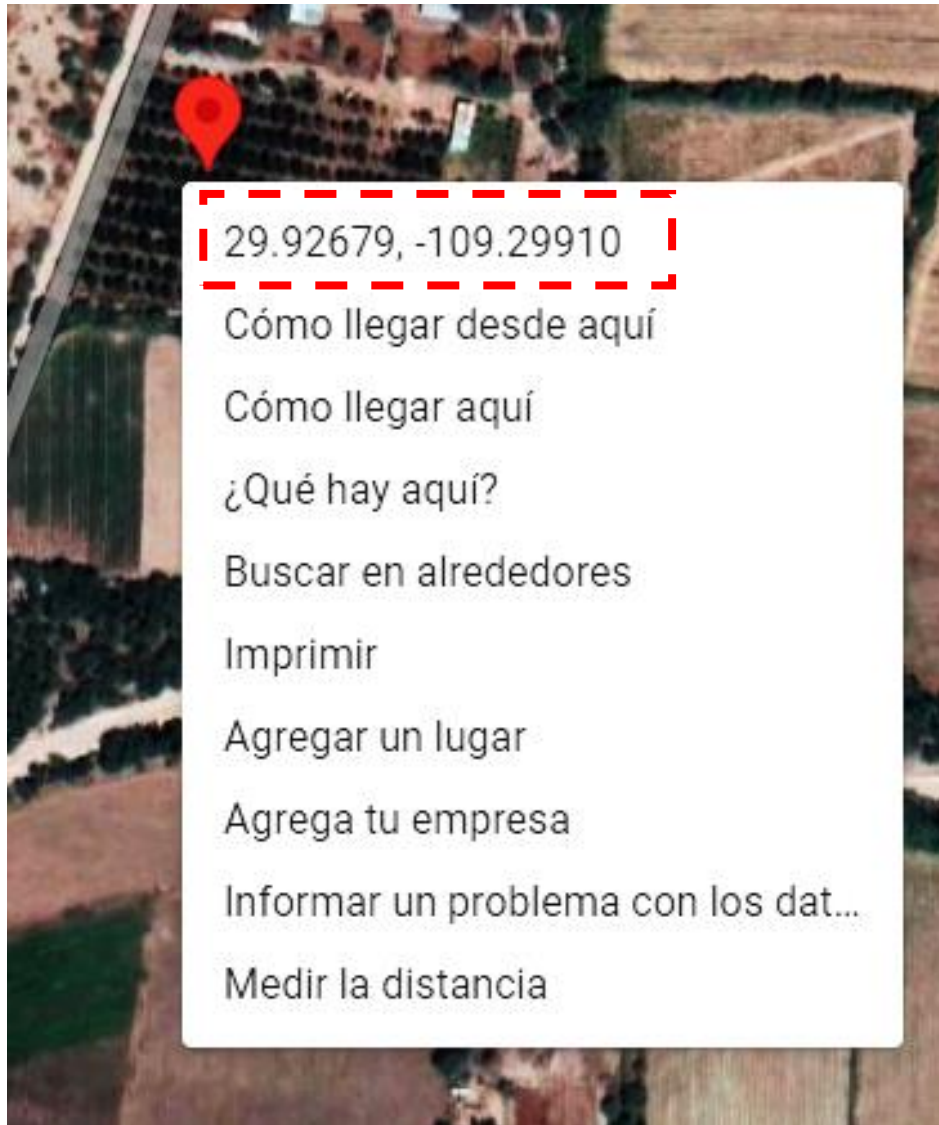 29.92679, -109.29910
Cómo llegar desde aquí
Cómo llegar aquí
¿Qué hay aquí?
Buscar en alrededores
Imprimir
Agregar un lugar
Agrega tu empresa
Informar un problema con los dat...
Medir la distancia